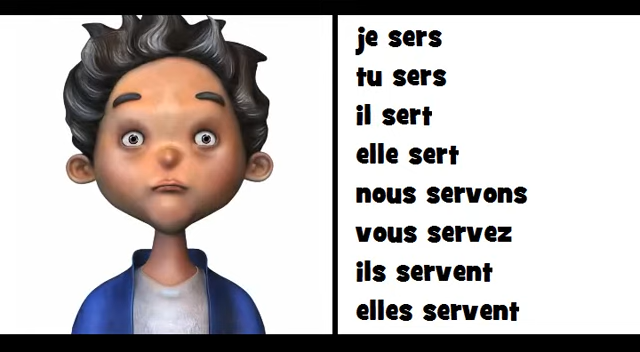 je sers
tu sers
il sert
elle sert
nous servons
vous servez
ils servent
elles servent